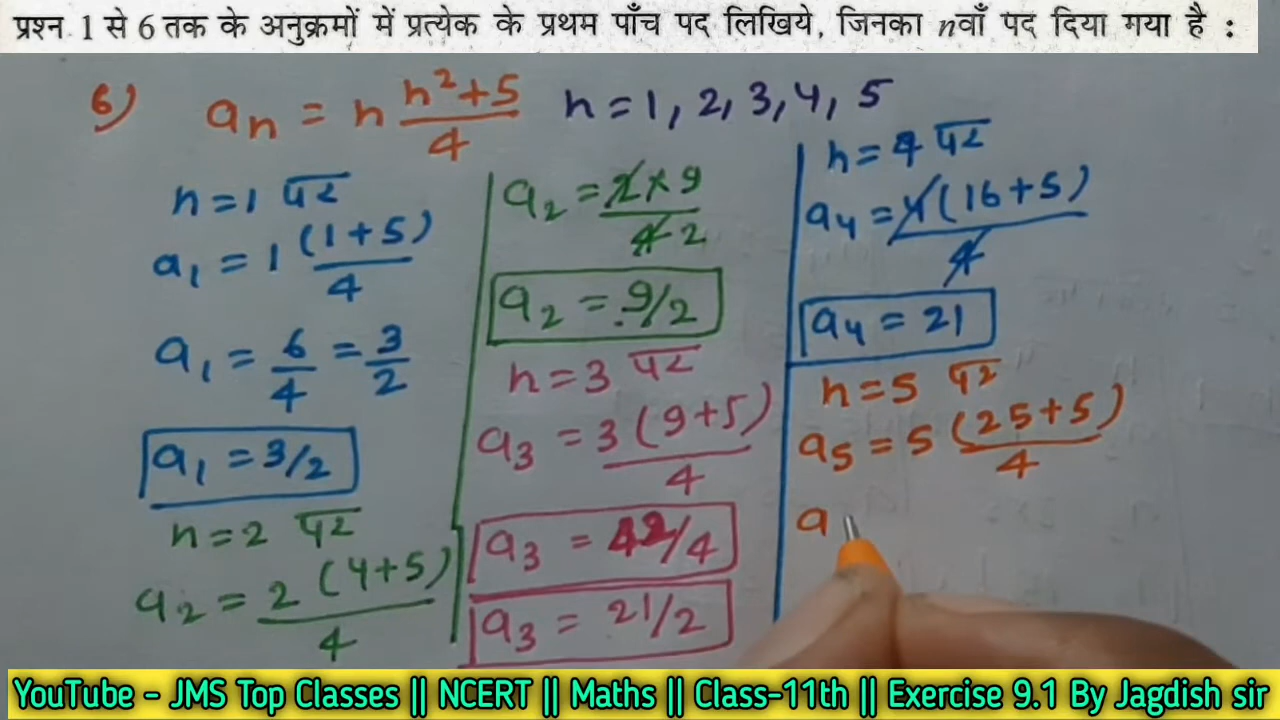 प्रश्न 1 से 6 तक के अनुक्रमों में प्रत्येक के प्रथम पाँच पद लिखिये, जिनका nवाँ पद दिया गया है :
6) aₙ = n (n²+5)/4 n = 1, 2, 3, 4, 5
n=1 पर
a₁ = 1 (1+5)/4
a₁ = 6/4 = 3/2
a₁ = 3/2
n=2 पर
a₂ = 2 (4+5)/4
a₂ = 2×9/4 2
a₂ = 9/2
n=3 पर
a₃ = 3(9+5)/4
a₃ = 42/4
a₃ = 21/2
n=4 पर
a₄ = 4(16+5)/4
a₄ = 21
n=5 पर
a₅ = 5 (25+5)/4
a
YouTube - JMS Top Classes || NCERT || Maths || Class-11th || Exercise 9.1 By Jagdish sir